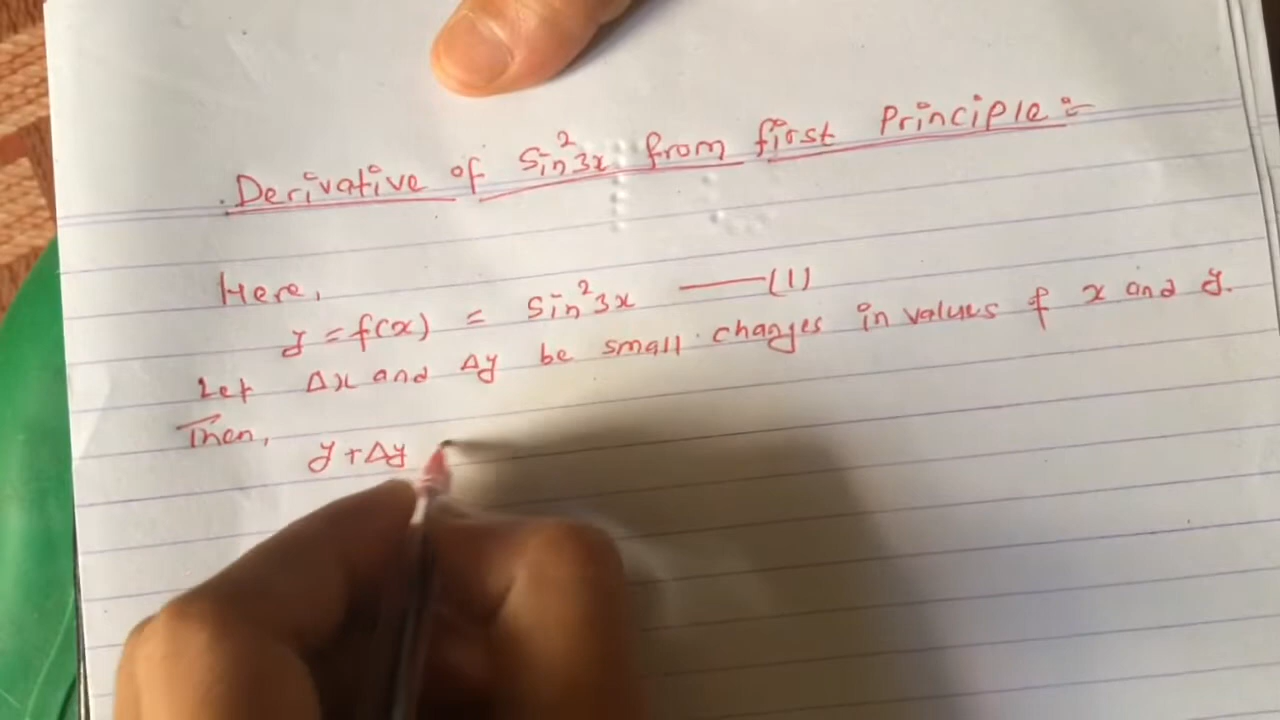 Derivative of Sin²3x from first Principle :-
Here,
y = f(x) = Sin²3x —— (1)
Let Δx and Δy be small changes in values of x and y.
Then,
y + Δy